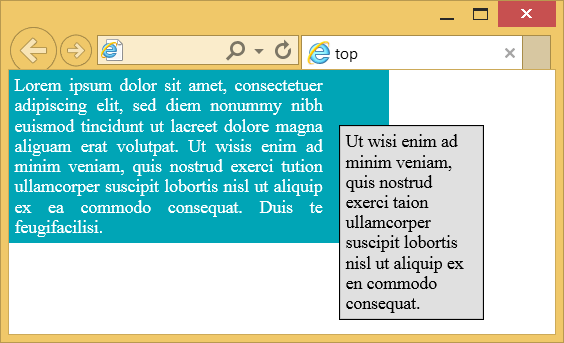 top
Lorem ipsum dolor sit amet, consectetuer
adipiscing elit, sed diem nonummy nibh
euismod tincidunt ut lacreet dolore magna
aliguam erat volutpat. Ut wisis enim ad
minim veniam, quis nostrud exerci tution
ullamcorper suscipit lobortis nisl ut aliquip
ex ea commodo consequat. Duis te
feugifacilisi.
Ut wisi enim ad
minim veniam,
quis nostrud
exerci taion
ullamcorper
suscipit lobortis
nisl ut aliquip ex
en commodo
consequat.